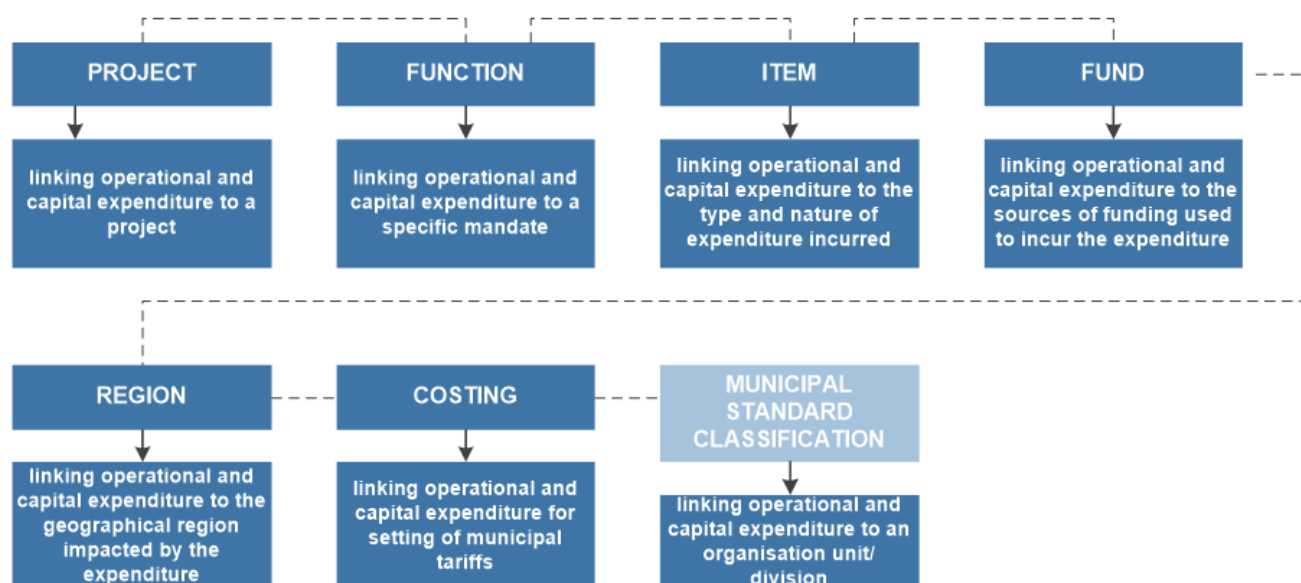 PROJECT
FUNCTION
ITEM
FUND
linking operational and
capital expenditure to a
project
linking operational and
capital expenditure to a
specific mandate
linking operational and
capital expenditure to the
type and nature of
expenditure incurred
linking operational and
capital expenditure to the
sources of funding used
to incur the expenditure
REGION
COSTING
MUNICIPAL
STANDARD
CLASSIFICATION
linking operational and
capital expenditure to the
geographical region
impacted by the
expenditure
linking operational and
capital expenditure for
setting of municipal
tariffs
linking operational and
capital expenditure to an
organisation unit/
division